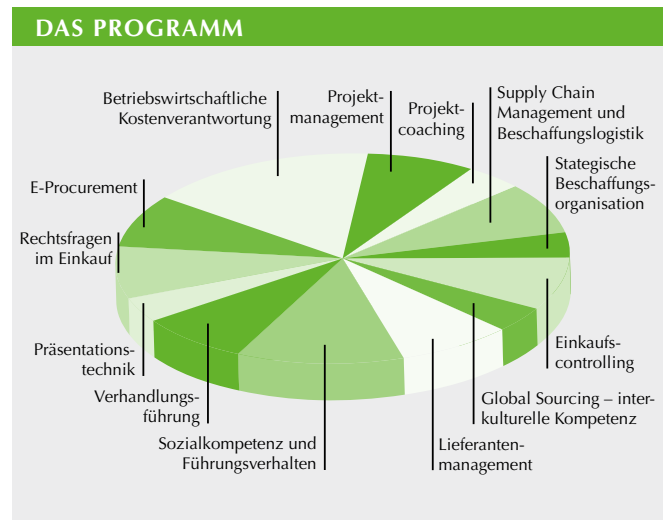 DAS PROGRAMM
Betriebswirtschaftliche
Kostenverantwortung
Projekt-
management
Projekt-
coaching
Supply Chain
Management und
Beschaffungslogistik
Stategische
Beschaffungs-
organisation
E-Procurement
Rechtsfragen
im Einkauf
Präsentations-
technik
Verhandlungs-
führung
Sozialkompetenz und
Führungsverhalten
Lieferanten-
management
Global Sourcing – inter-
kulturelle Kompetenz
Einkaufs-
controlling